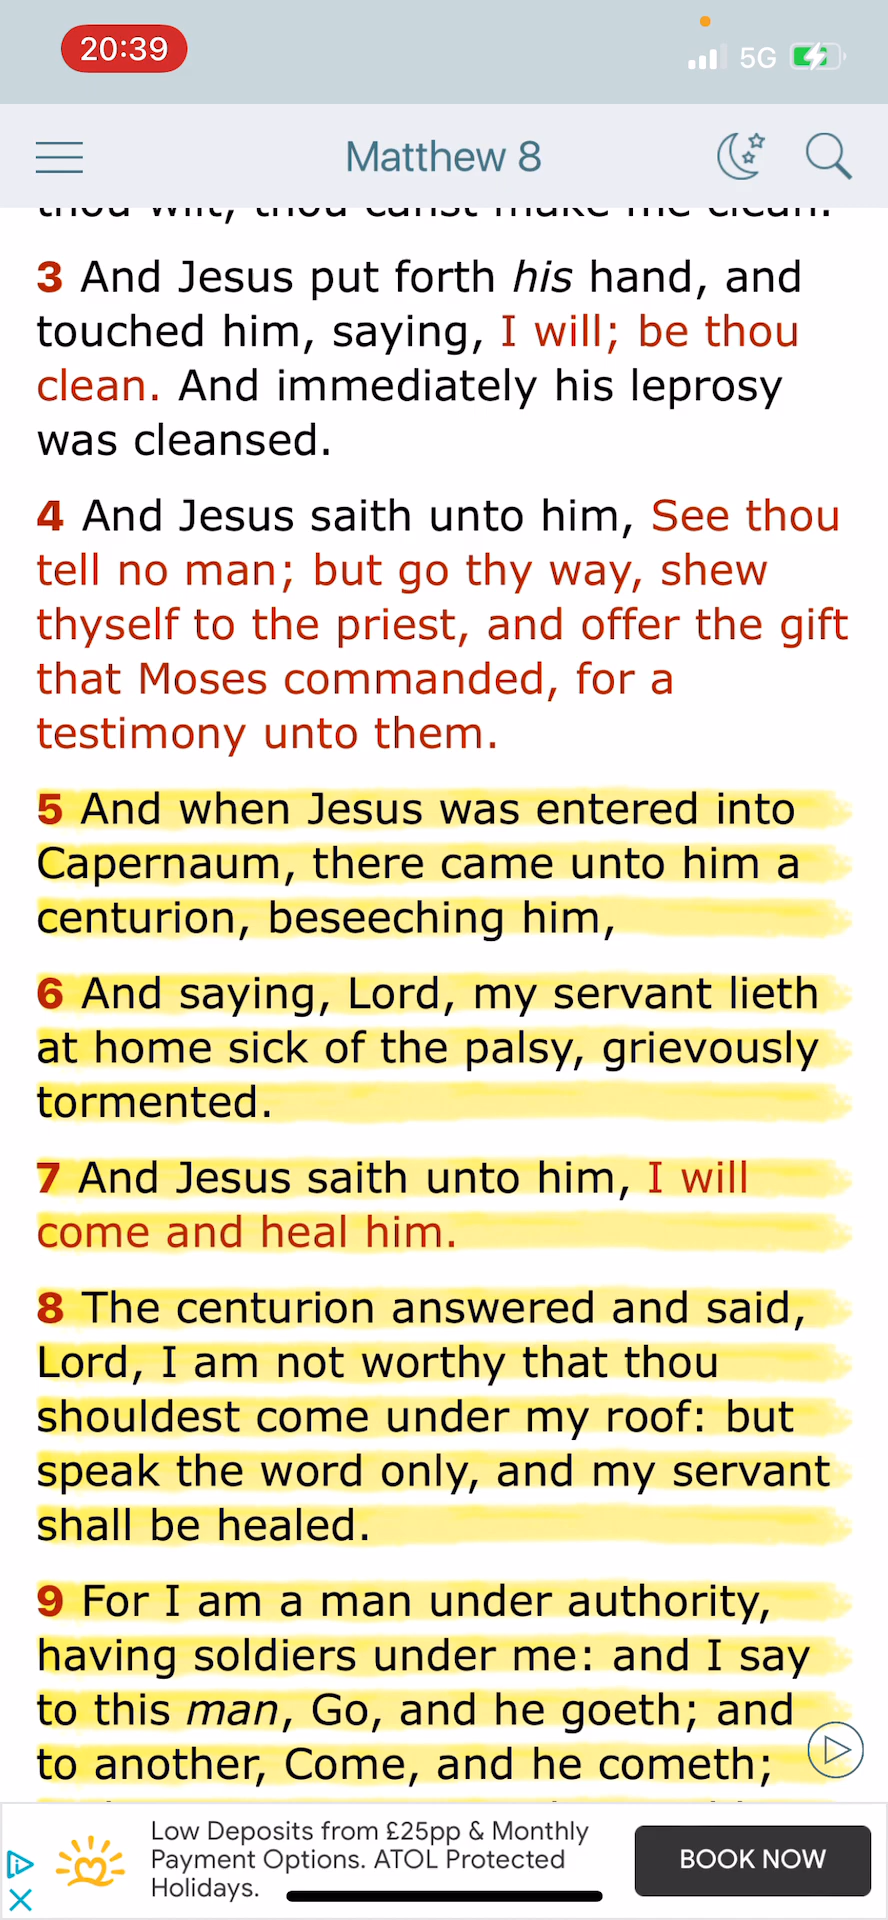 20:39
5G
Matthew 8
thou wilt, thou canst make me clean.
3 And Jesus put forth his hand, and
touched him, saying, I will; be thou
clean. And immediately his leprosy
was cleansed.
4 And Jesus saith unto him, See thou
tell no man; but go thy way, shew
thyself to the priest, and offer the gift
that Moses commanded, for a
testimony unto them.
5 And when Jesus was entered into
Capernaum, there came unto him a
centurion, beseeching him,
6 And saying, Lord, my servant lieth
at home sick of the palsy, grievously
tormented.
7 And Jesus saith unto him, I will
come and heal him.
8 The centurion answered and said,
Lord, I am not worthy that thou
shouldest come under my roof: but
speak the word only, and my servant
shall be healed.
9 For I am a man under authority,
having soldiers under me: and I say
to this man, Go, and he goeth; and
to another, Come, and he cometh;
Low Deposits from £25pp & Monthly
Payment Options. ATOL Protected
Holidays.
BOOK NOW